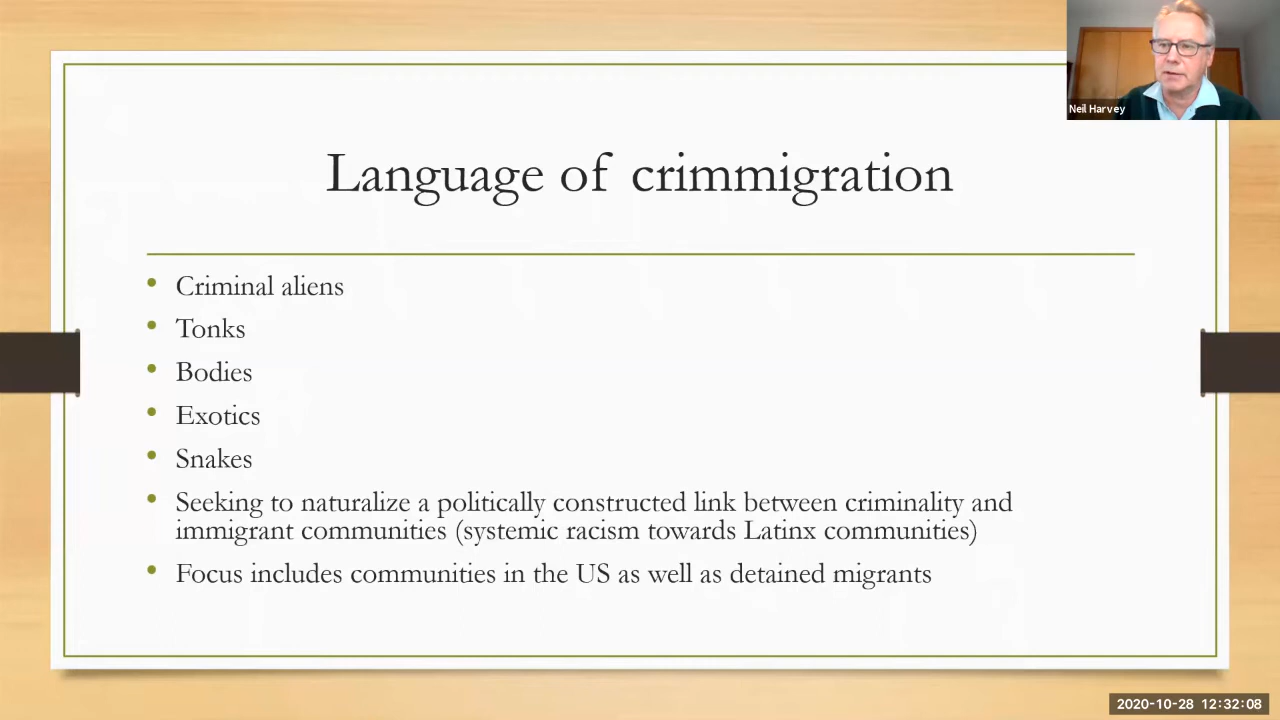 Neil Harvey
Language of crimmigration
• Criminal aliens
• Tonks
• Bodies
• Exotics
• Snakes
• Seeking to naturalize a politically constructed link between criminality and
immigrant communities (systemic racism towards Latinx communities)
• Focus includes communities in the US as well as detained migrants
2020-10-28 12:32:08